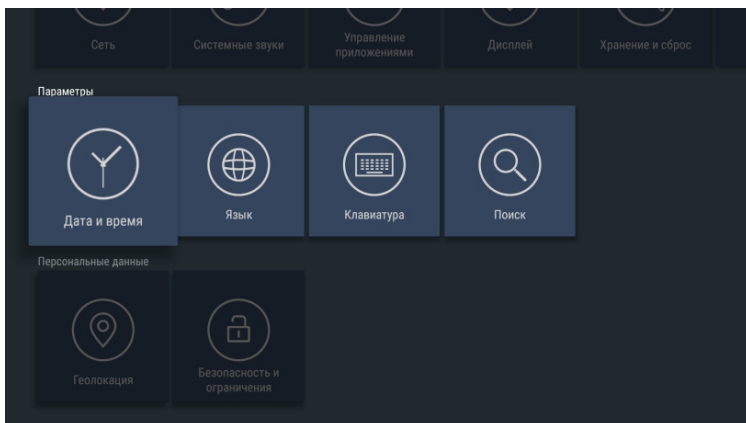 Сеть
Системные звуки
Управление
приложениями
Дисплей
Хранение и сброс
Параметры
Дата и время
Язык
Клавиатура
Поиск
Персональные данные
Геолокация
Безопасность и
ограничения